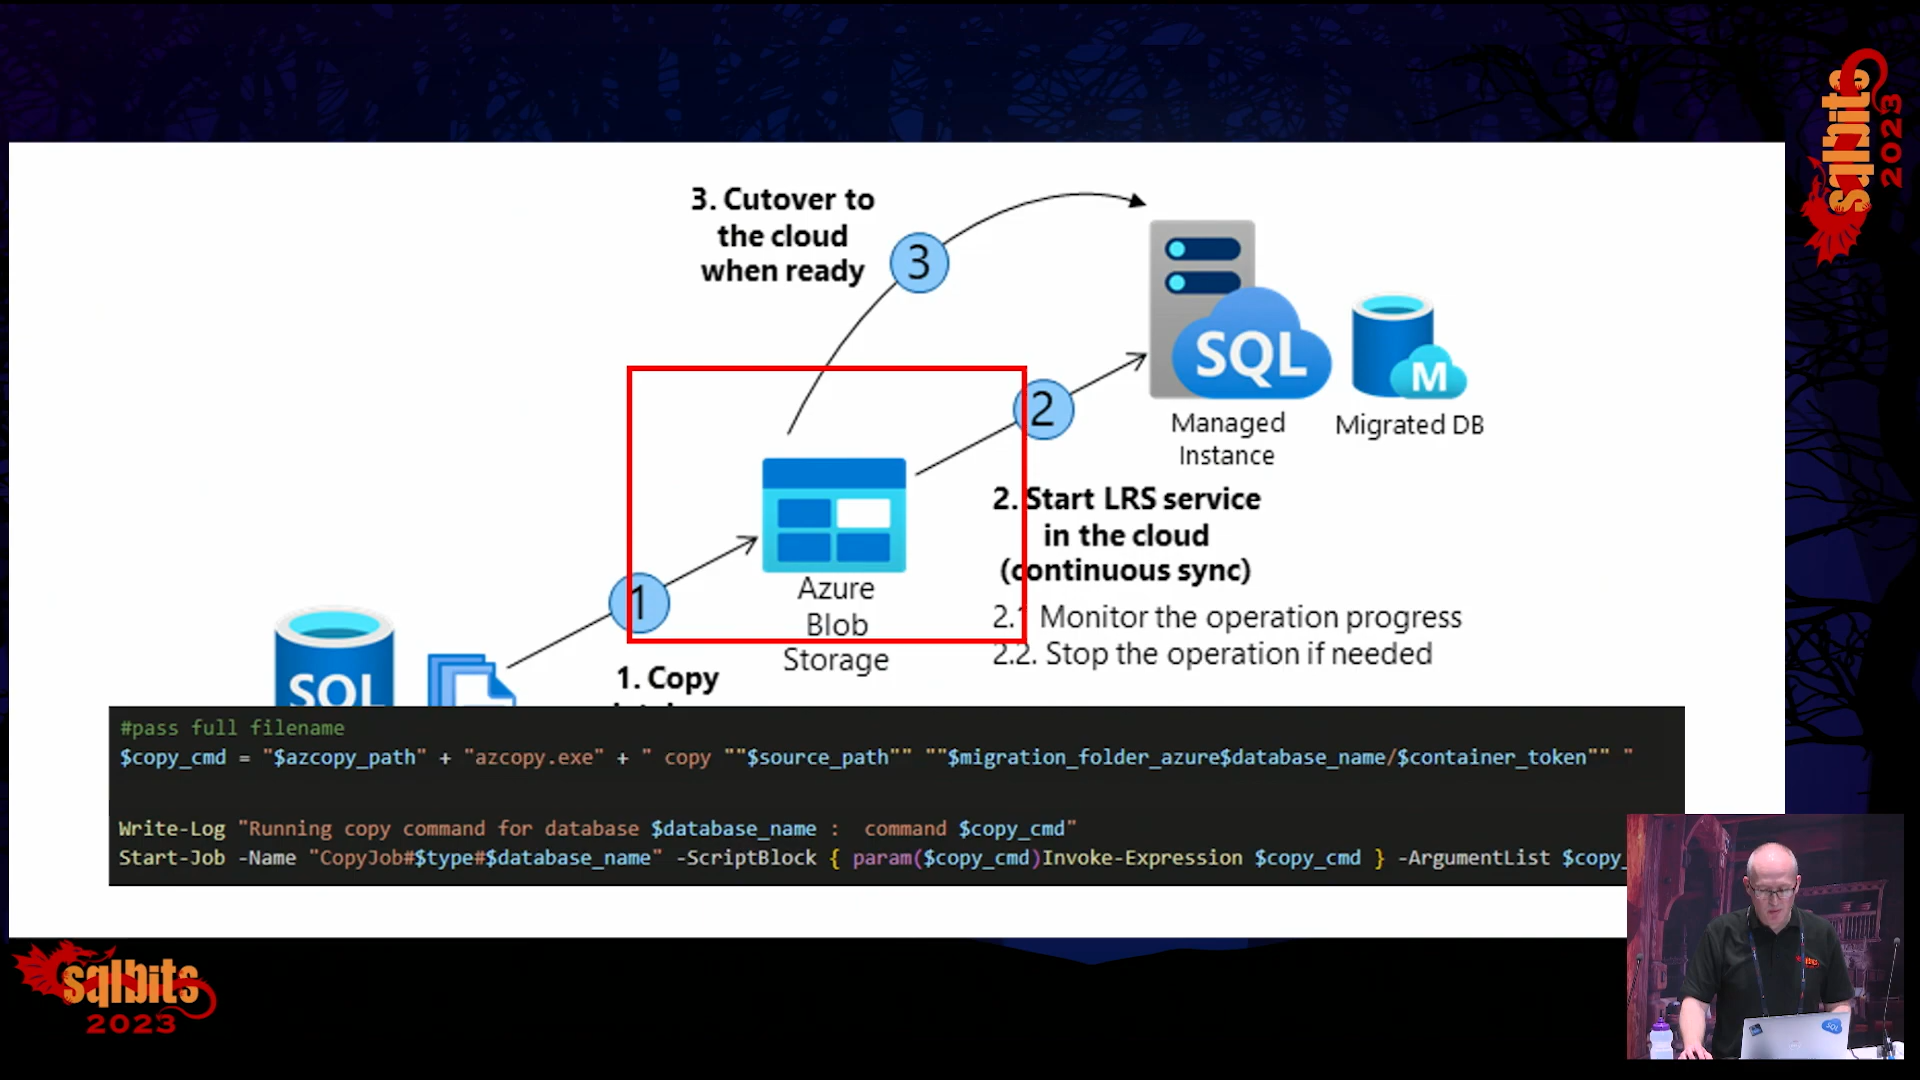 3. Cutover to
the cloud
when ready
3
SQL
M
Managed
Instance
Migrated DB
2
2. Start LRS service
in the cloud
(continuous sync)
2.1 Monitor the operation progress
2.2. Stop the operation if needed
Azure
Blob
Storage
1
1. Copy
SQL
#pass full filename
$copy_cmd = "$azcopy_path" + "azcopy.exe" + " copy ""$source_path"" ""$migration_folder_azure$database_name/$container_token"" "
Write-Log "Running copy command for database $database_name :  command $copy_cmd"
Start-Job -Name "CopyJob#$type#$database_name" -ScriptBlock { param($copy_cmd)Invoke-Expression $copy_cmd } -ArgumentList $copy_
sqlbits
2023
sqlbits
2023
SQL